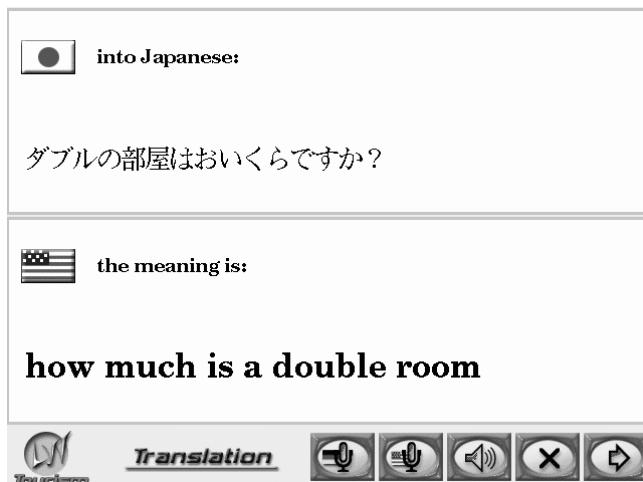 into Japanese:
ダブルの部屋はおいくらですか？
the meaning is:
how much is a double room
Translation